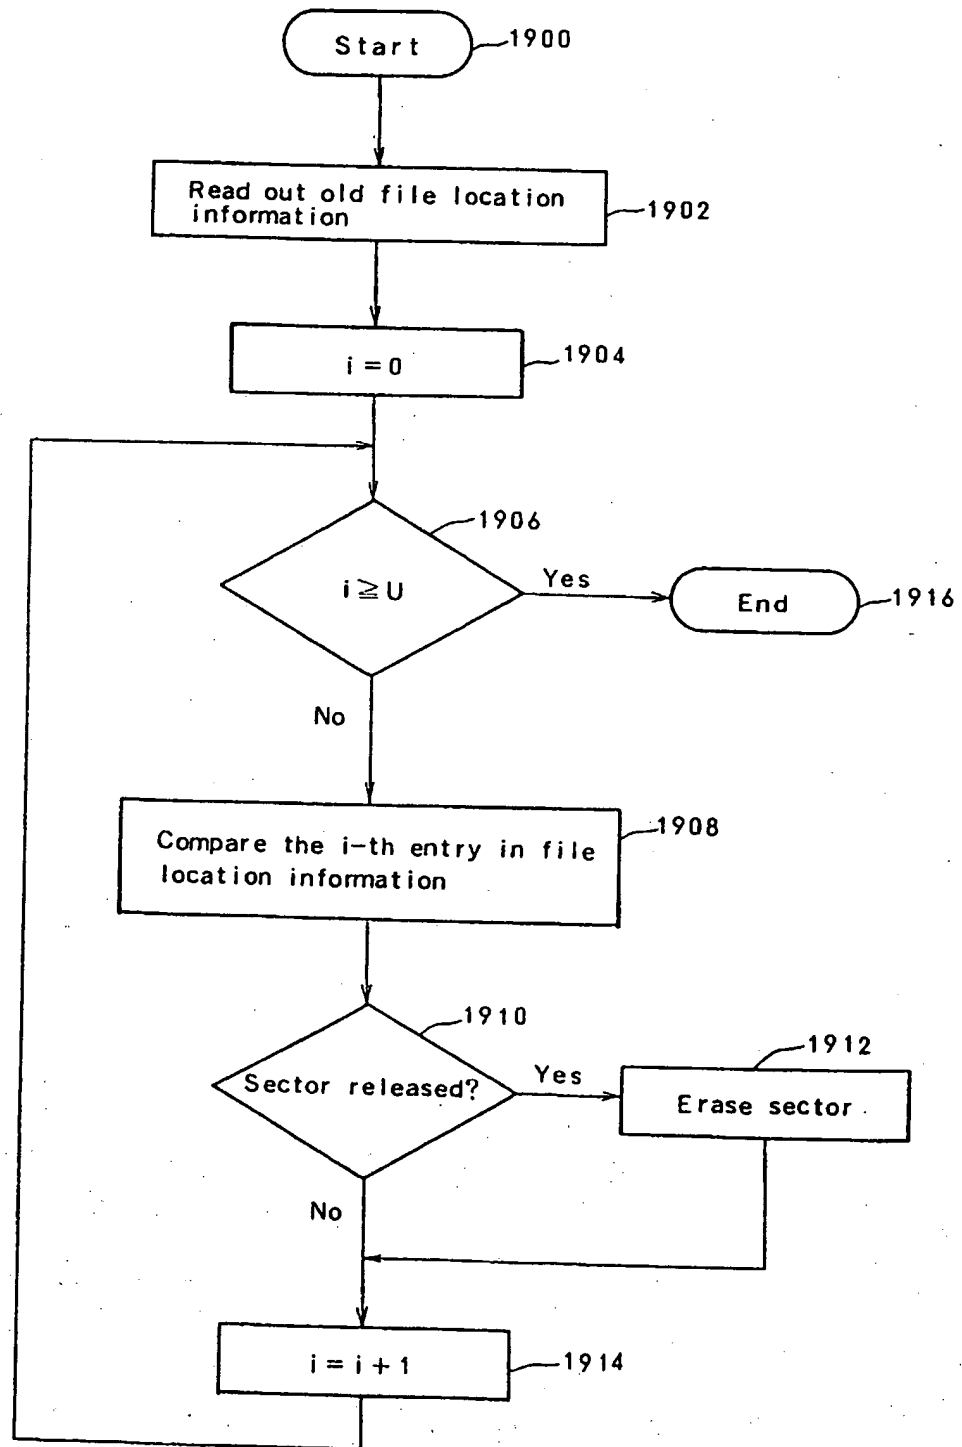 Start
1900
Read out old file location
information
1902
i = 0
1904
1906
i ≧ U
Yes
End
1916
No
1908
Compare the i-th entry in file
location information
1910
Sector released?
Yes
1912
Erase sector
No
i = i + 1
1914